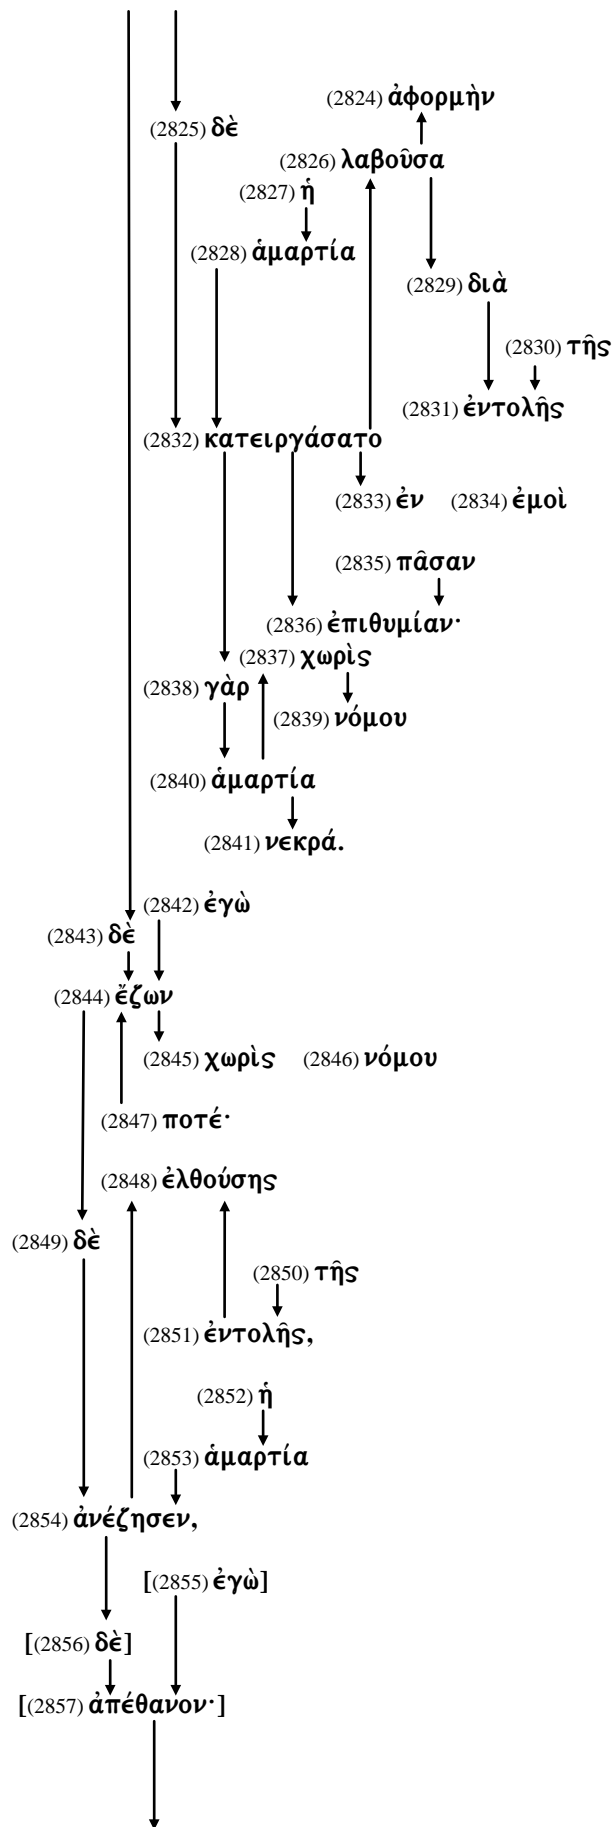 (2824) ἀφορμὴν
(2825) δὲ
(2826) λαβοῦσα
(2827) ἡ
(2828) ἁμαρτία
(2829) διὰ
(2830) τῆς
(2831) ἐντολῆς
(2832) κατειργάσατο
(2833) ἐν (2834) ἐμοὶ
(2835) πᾶσαν
(2836) ἐπιθυμίαν·
(2837) χωρὶς
(2838) γὰρ
(2839) νόμου
(2840) ἁμαρτία
(2841) νεκρά.
(2842) ἐγὼ
(2843) δὲ
(2844) ἔζων
(2845) χωρὶς (2846) νόμου
(2847) ποτέ·
(2848) ἐλθούσης
(2849) δὲ
(2850) τῆς
(2851) ἐντολῆς,
(2852) ἡ
(2853) ἁμαρτία
(2854) ἀνέζησεν,
[(2855) ἐγὼ]
[(2856) δὲ]
[(2857) ἀπέθανον·]